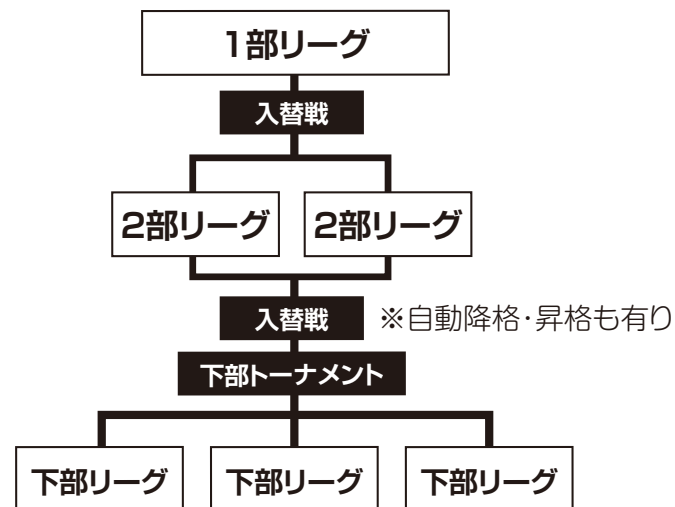 1部リーグ
入替戦
2部リーグ 2部リーグ
入替戦 ※自動降格・昇格も有り
下部トーナメント
下部リーグ 下部リーグ 下部リーグ